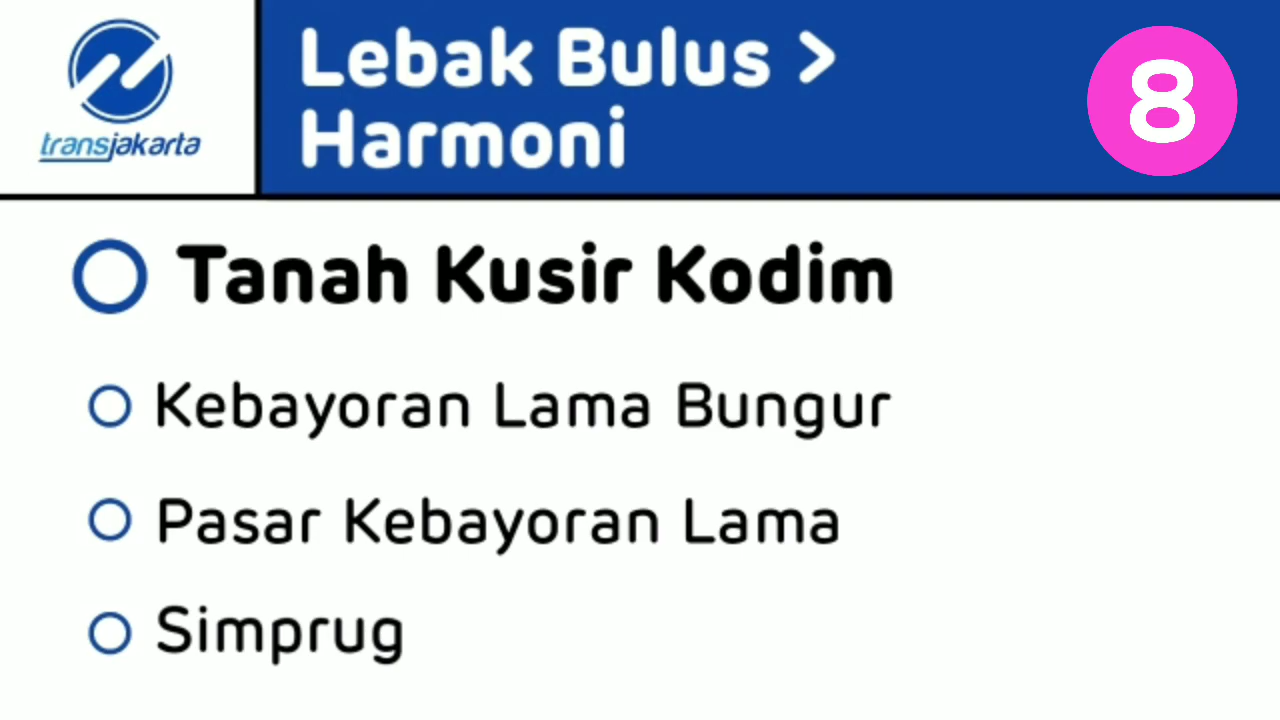 transjakarta
Lebak Bulus >
Harmoni
8
Tanah Kusir Kodim
Kebayoran Lama Bungur
Pasar Kebayoran Lama
Simprug